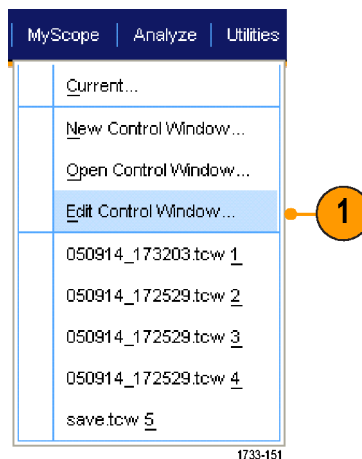 MyScope | Analyze | Utilities
Current...
New Control Window...
Open Control Window...
Edit Control Window...
1
050914_173203.tcw 1
050914_172529.tcw 2
050914_172529.tcw 3
050914_172529.tcw 4
save.tcw 5
1733-151